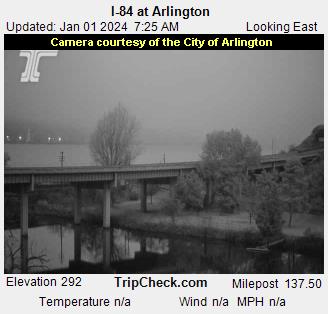 I-84 at Arlington
Updated: Jan 01 2024 7:25 AM Looking East
Camera courtesy of the City of Arlington
Elevation 292 TripCheck.com Milepost 137.50
Temperature n/a Wind n/a MPH n/a